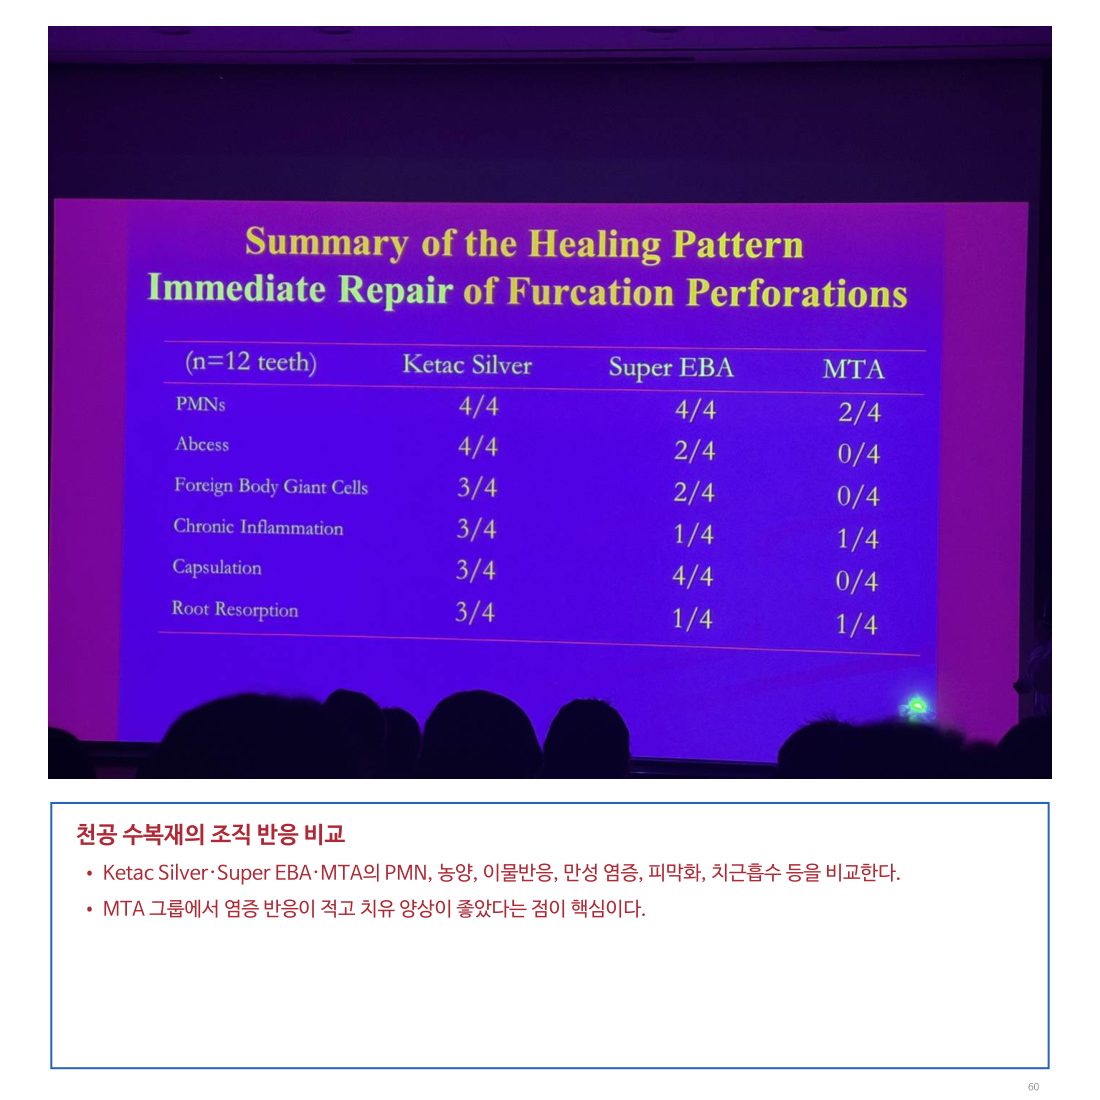 Summary of the Healing Pattern
Immediate Repair of Furcation Perforations
(n=12 teeth) Ketac Silver Super EBA MTA
PMNs 4/4 4/4 2/4
Abcess 4/4 2/4 0/4
Foreign Body Giant Cells 3/4 2/4 0/4
Chronic Inflammation 3/4 1/4 1/4
Capsulation 3/4 4/4 0/4
Root Resorption 3/4 1/4 1/4
천공 수복재의 조직 반응 비교
• Ketac Silver·Super EBA·MTA의 PMN, 농양, 이물반응, 만성 염증, 피막화, 치근흡수 등을 비교한다.
• MTA 그룹에서 염증 반응이 적고 치유 양상이 좋았다는 점이 핵심이다.
60